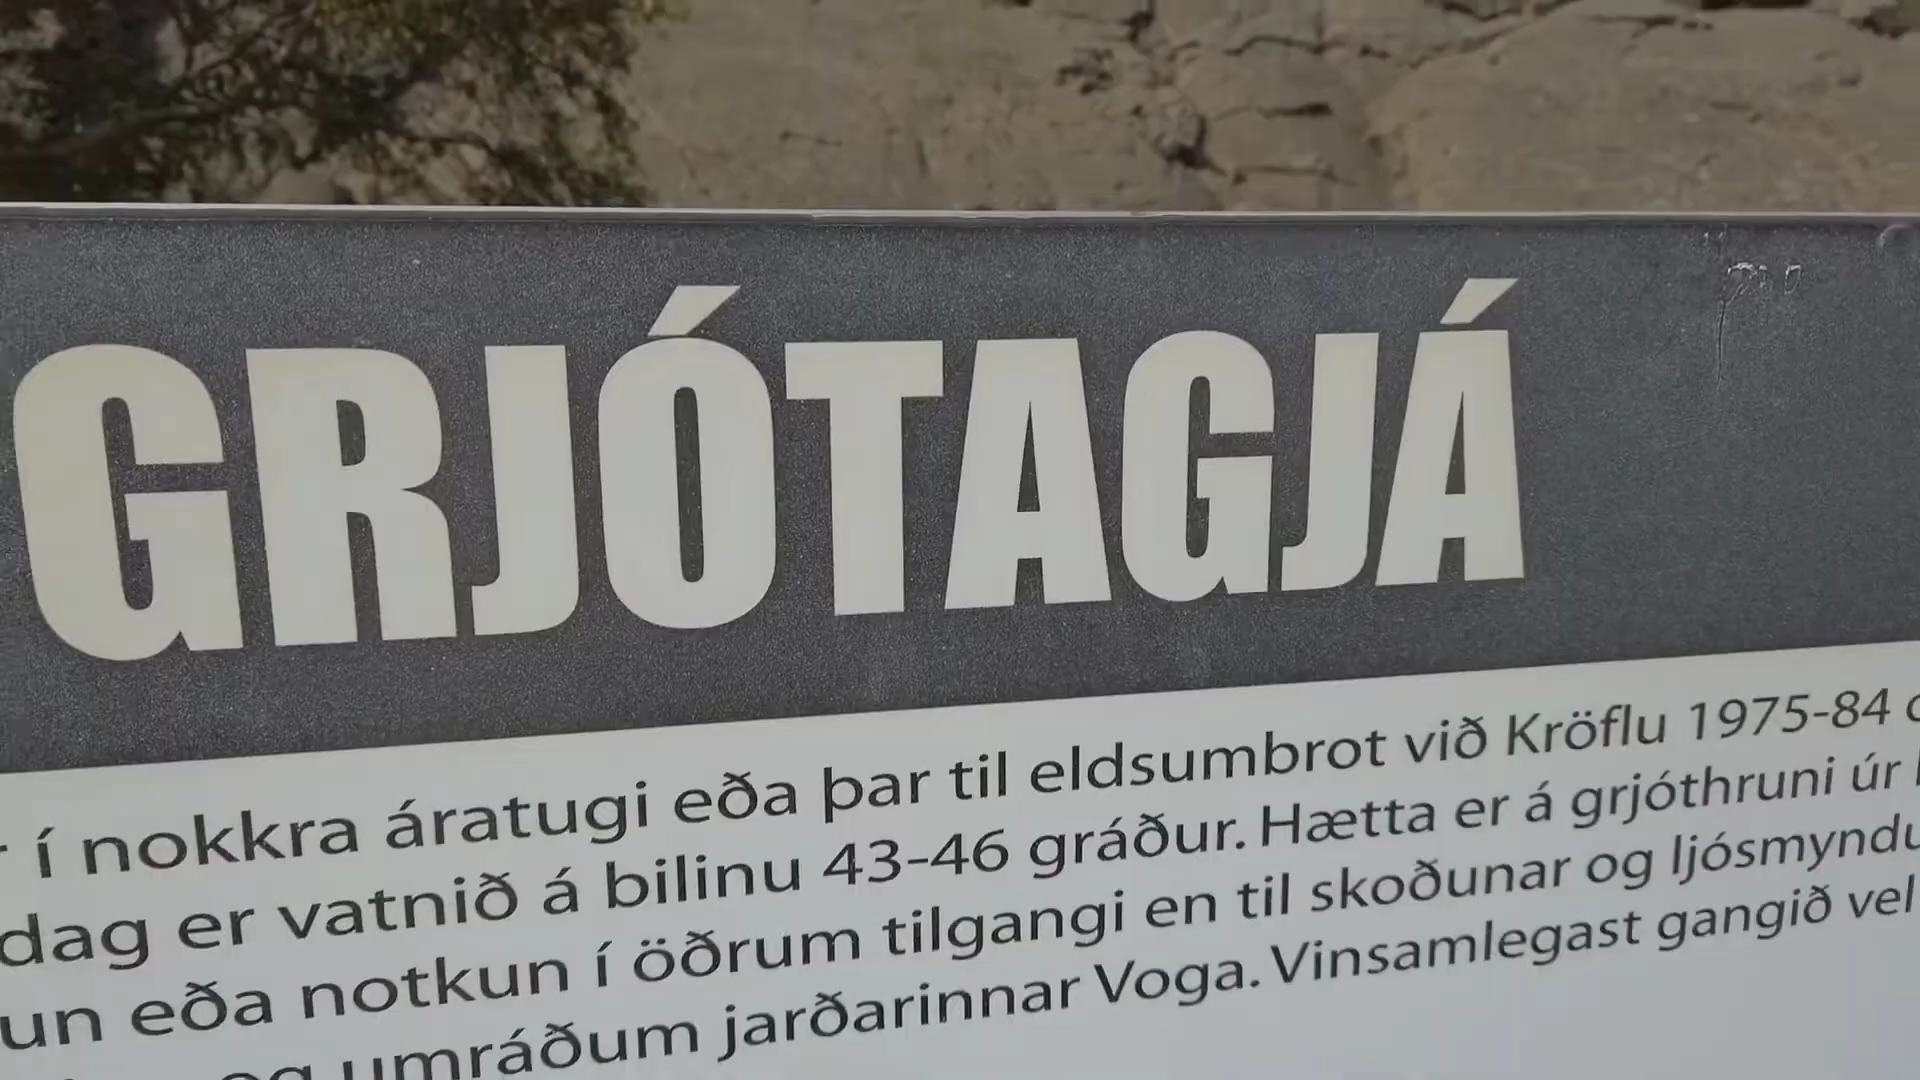 GRJÓTAGJÁ
í nokkra áratugi eða þar til eldsumbrot við Kröflu 1975-84
dag er vatnið á bilinu 43-46 gráður. Hætta er á grjóthruni úr
un eða notkun í öðrum tilgangi en til skoðunar og ljósmyndu
og umráðum jarðarinnar Voga. Vinsamlegast gangið vel